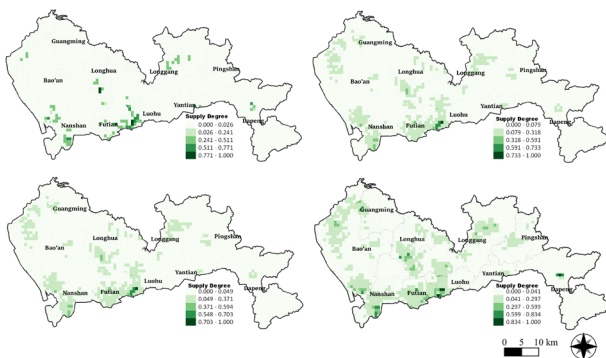 Guangming
Bao'an
Longhua
Longgang
Pingshan
Nanshan
Futian
Luohu
Yantian
Dapeng
Supply Degree
0.000 - 0.026
0.026 - 0.241
0.241 - 0.511
0.511 - 0.771
0.771 - 1.000
Guangming
Bao'an
Longhua
Longgang
Pingshan
Nanshan
Futian
Luohu
Yantian
Dapeng
Supply Degree
0.000 - 0.079
0.079 - 0.318
0.318 - 0.591
0.591 - 0.733
0.733 - 1.000
Guangming
Bao'an
Longhua
Longgang
Pingshan
Nanshan
Futian
Luohu
Yantian
Dapeng
Supply Degree
0.000 - 0.049
0.049 - 0.371
0.371 - 0.594
0.548 - 0.703
0.703 - 1.000
Guangming
Bao'an
Longhua
Longgang
Pingshan
Nanshan
Futian
Luohu
Yantian
Dapeng
Supply Degree
0.000 - 0.041
0.041 - 0.297
0.297 - 0.599
0.599 - 0.834
0.834 - 1.000
0 5 10 km